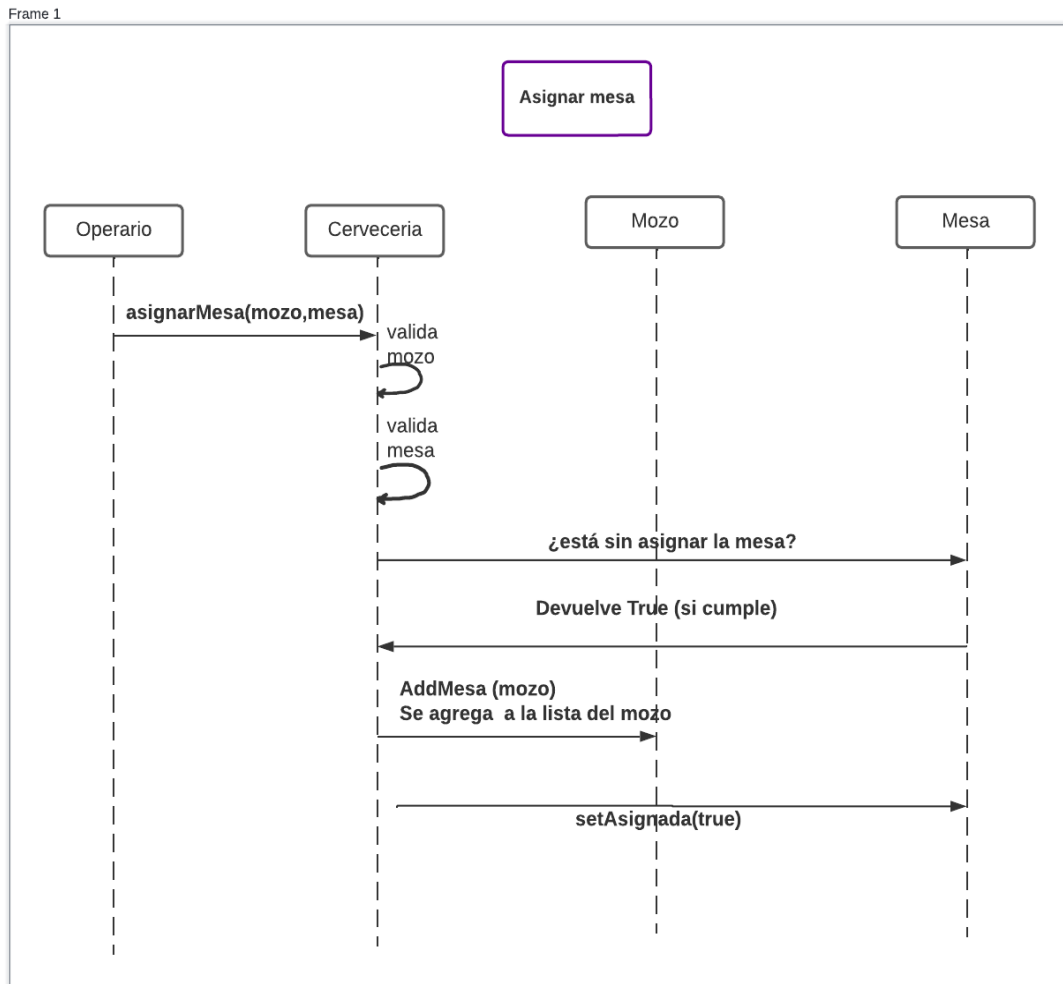 Frame 1
Asignar mesa
Operario
Cerveceria
Mozo
Mesa
asignarMesa(mozo,mesa)
valida
mozo
valida
mesa
¿está sin asignar la mesa?
Devuelve True (si cumple)
AddMesa (mozo)
Se agrega  a la lista del mozo
setAsignada(true)